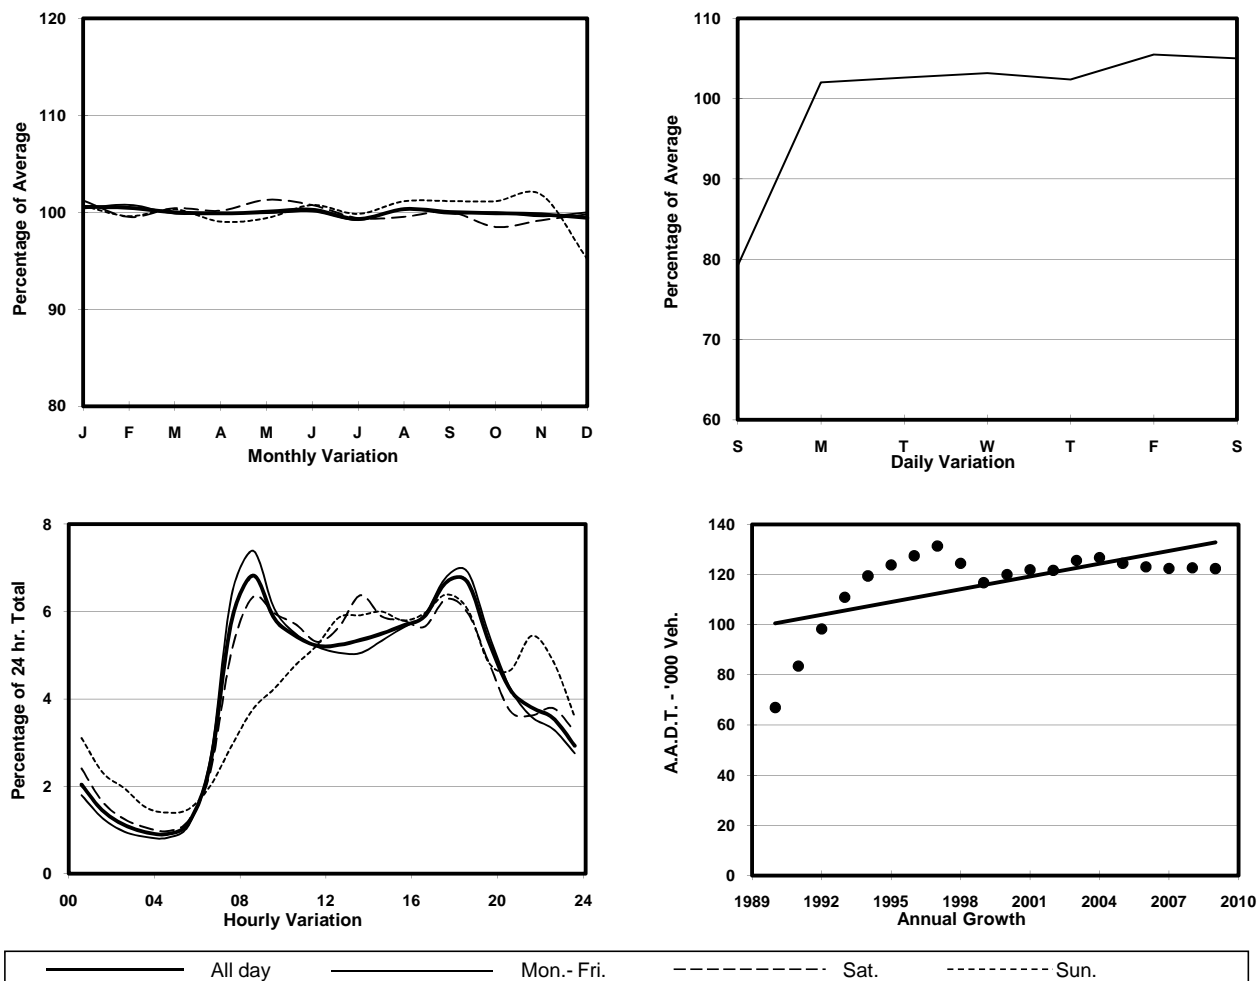 120
110
100
90
80
Percentage of Average
J F M A M J J A S O N D
Monthly Variation
110
100
90
80
70
60
Percentage of Average
S M T W T F S
Daily Variation
8
6
4
2
0
Percentage of 24 hr. Total
00 04 08 12 16 20 24
Hourly Variation
140
120
100
80
60
40
20
0
A.A.D.T. - '000 Veh.
1989 1992 1995 1998 2001 2004 2007 2010
Annual Growth
All day Mon.- Fri. Sat. Sun.